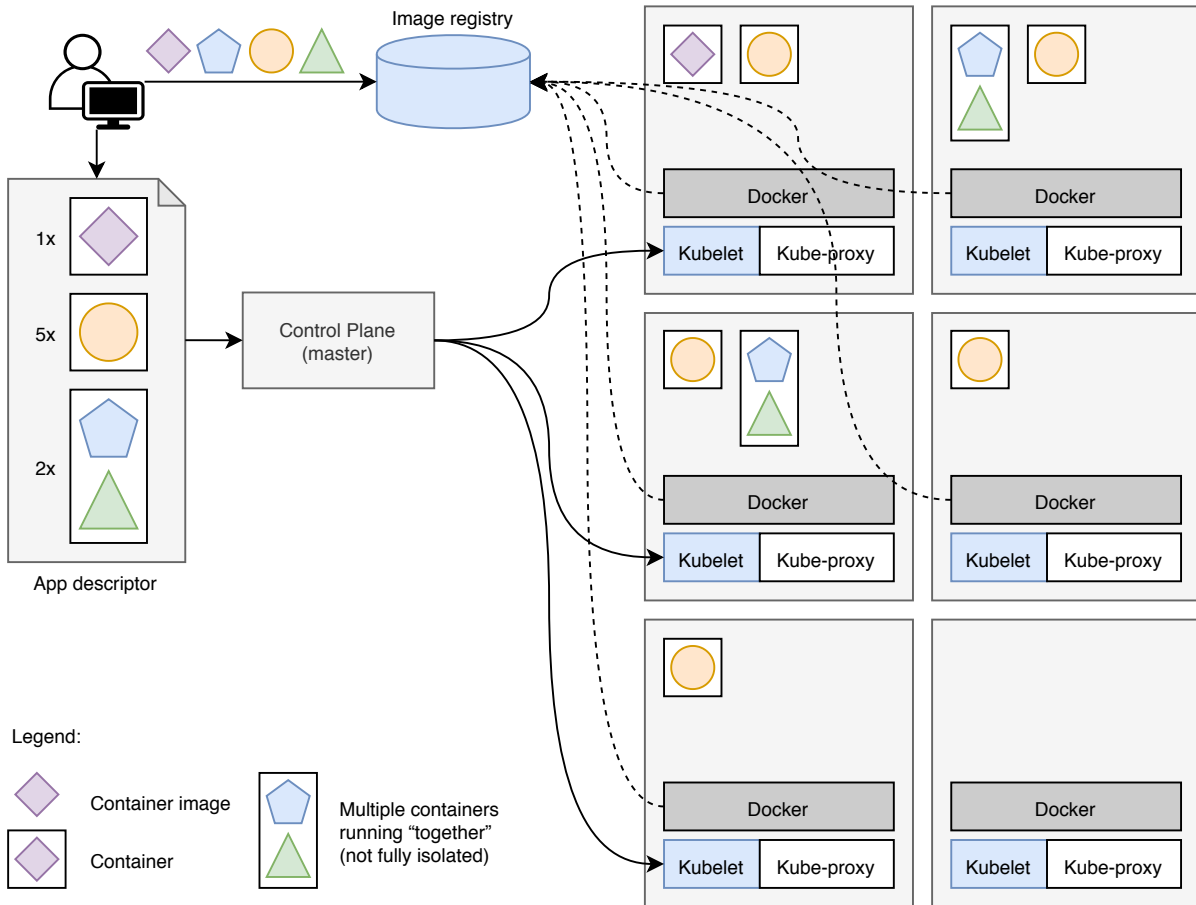 Image registry
1x
5x
2x
App descriptor
Control Plane
(master)
Docker
Kubelet
Kube-proxy
Docker
Kubelet
Kube-proxy
Docker
Kubelet
Kube-proxy
Docker
Kubelet
Kube-proxy
Docker
Kubelet
Kube-proxy
Docker
Kubelet
Kube-proxy
Legend:
Container image
Container
Multiple containers
running “together”
(not fully isolated)